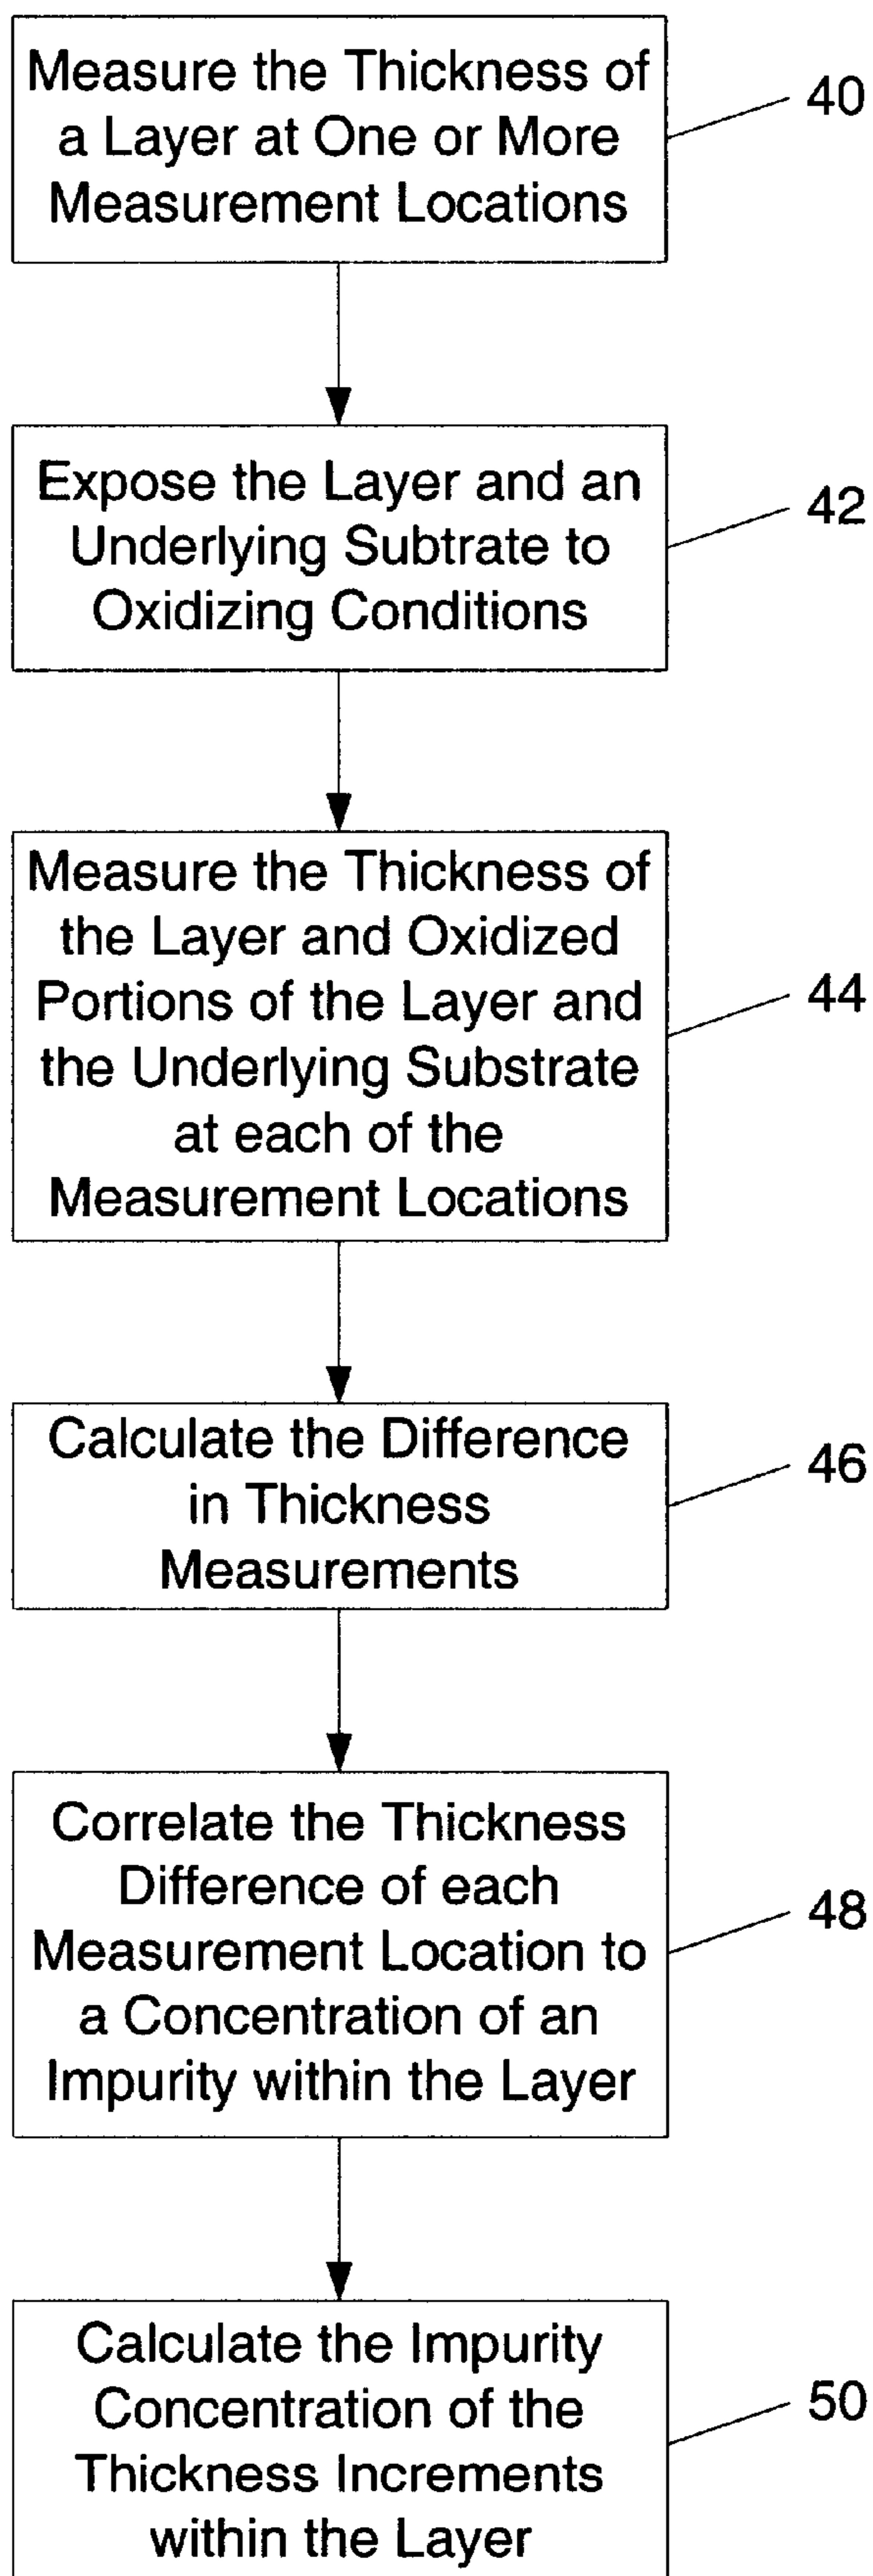 Measure the Thickness of
a Layer at One or More
Measurement Locations
40
Expose the Layer and an
Underlying Subtrate to
Oxidizing Conditions
42
Measure the Thickness of
the Layer and Oxidized
Portions of the Layer and
the Underlying Substrate
at each of the
Measurement Locations
44
Calculate the Difference
in Thickness
Measurements
46
Correlate the Thickness
Difference of each
Measurement Location to
a Concentration of an
Impurity within the Layer
48
Calculate the Impurity
Concentration of the
Thickness Increments
within the Layer
50